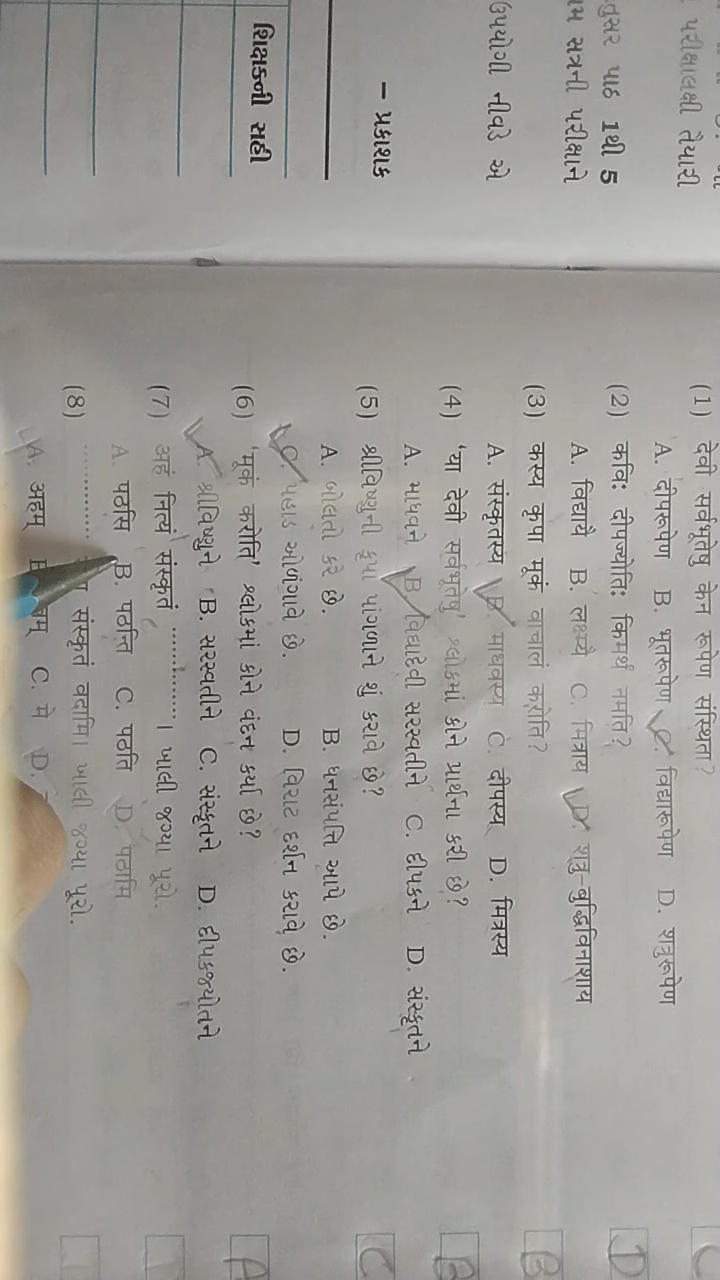 પરીક્ષાલક્ષી તૈયારી
નુસર પાઠ 1થી 5
મ સત્રની પરીક્ષાને
ઉપયોગી નીવડે એ
– પ્રકાશક
શિક્ષકની સહી
(1) देवी सर्वभूतेषु केन रूपेण संस्थिता?
A. दीपरूपेण B. भूतरूपेण C. विद्यारूपेण D. शत्रुरूपेण
C
(2) कविः दीपज्योतिः किमर्थं नमति?
A. विद्यायै B. लक्ष्म्यै C. मित्राय D. शत्रु-बुद्धिविनाशाय
D
(3) कस्य कृपा मूकं वाचालं करोति?
A. संस्कृतस्य B. माधवस्य C. दीपस्य D. मित्रस्य
B
(4) 'या देवी सर्वभूतेषु' શ્લોકમાં કોને પ્રાર્થના કરી છે?
A. માધવને B. વિદ્યાદેવી સરસ્વતીને C. દીપકને D. સંસ્કૃતને
B
(5) શ્રીવિષ્ણુની કૃપા પાંગળાને શું કરાવે છે?
A. બોલતો કરે છે. B. ધનસંપત્તિ આપે છે.
C. પહાડ ઓળંગાવે છે. D. વિરાટ દર્શન કરાવે છે.
C
(6) 'मूकं करोति' શ્લોકમાં કોને વંદન કર્યા છે?
A. શ્રીવિષ્ણુને B. સરસ્વતીને C. સંસ્કૃતને D. દીપકજ્યોતને
A
(7) अहं नित्यं संस्कृतं ............. । ખાલી જગ્યા પૂરો.
A. पठसि B. पठन्ति C. पठति D. पठामि
(8) ............. संस्कृतं वदामि। ખાલી જગ્યા પૂરો.
A. अहम् C. मे D.